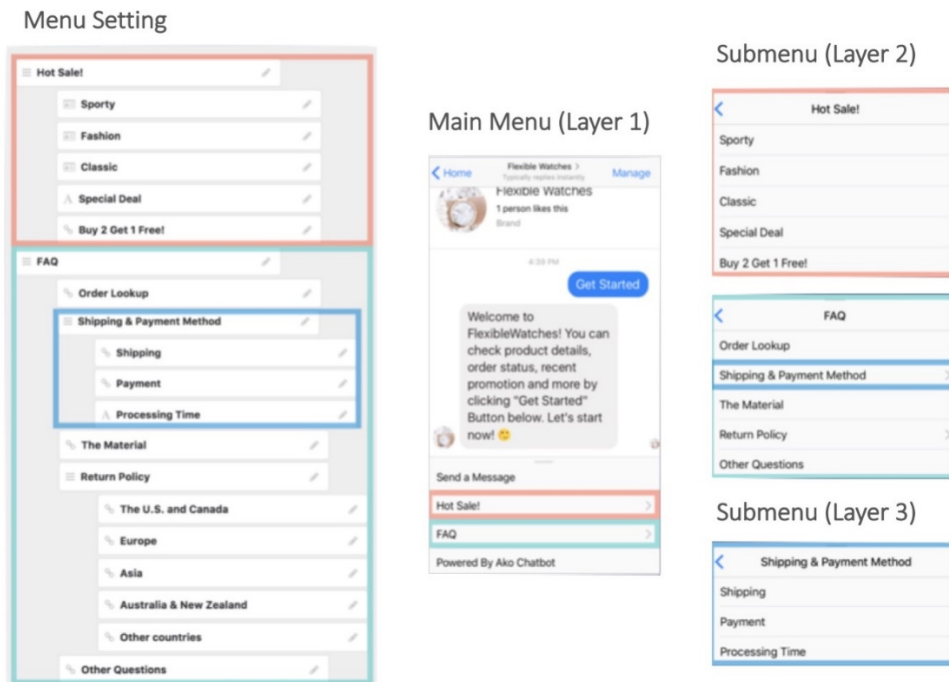 Menu Setting
Hot Sale!
Sporty
Fashion
Classic
Special Deal
Buy 2 Get 1 Free!
FAQ
Order Lookup
Shipping & Payment Method
Shipping
Payment
Processing Time
The Material
Return Policy
The U.S. and Canada
Europe
Asia
Australia & New Zealand
Other countries
Other Questions
Main Menu (Layer 1)
Home
Flexible Watches >
Typically replies instantly
Manage
Flexible Watches
1 person likes this
Brand
4:39 PM
Get Started
Welcome to
FlexibleWatches! You can
check product details,
order status, recent
promotion and more by
clicking "Get Started"
Button below. Let's start
now!
Send a Message
Hot Sale!
FAQ
Powered By Ako Chatbot
Submenu (Layer 2)
Hot Sale!
Sporty
Fashion
Classic
Special Deal
Buy 2 Get 1 Free!
FAQ
Order Lookup
Shipping & Payment Method
The Material
Return Policy
Other Questions
Submenu (Layer 3)
Shipping & Payment Method
Shipping
Payment
Processing Time